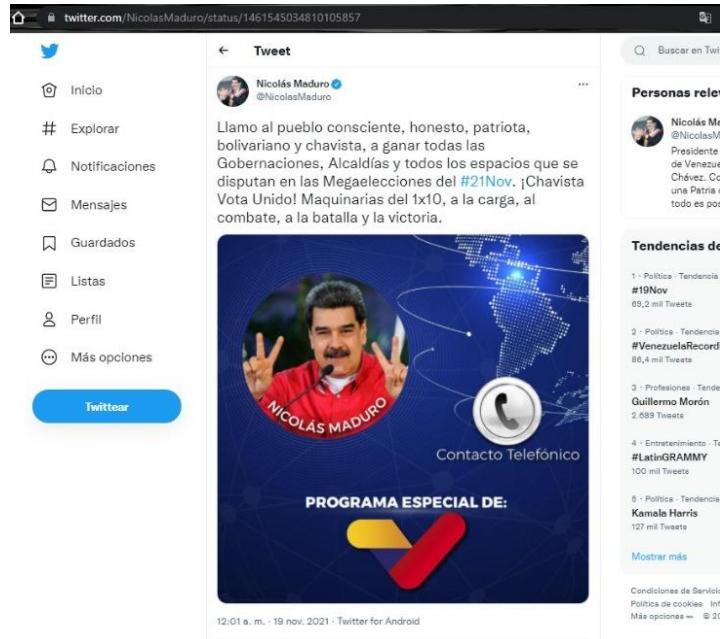 twitter.com/NicolasMaduro/status/1461545034810105857
Inicio
Explorar
Notificaciones
Mensajes
Guardados
Listas
Perfil
Más opciones
Twittear
Tweet
Nicolás Maduro
@NicolasMaduro
Llamo al pueblo consciente, honesto, patriota,
bolivariano y chavista, a ganar todas las
Gobernaciones, Alcaldías y todos los espacios que se
disputan en las Megaelecciones del #21Nov. ¡Chavista
Vota Unido! Maquinarias del 1x10, a la carga, al
combate, a la batalla y la victoria.
NICOLÁS MADURO
Contacto Telefónico
PROGRAMA ESPECIAL DE:
12:01 a. m. · 19 nov. 2021 · Twitter for Android
Buscar en Twi
Personas rele
Nicolás Ma
@NicolasM
Presidente
de Venezue
Chávez. Co
una Patria
todo es pos
Tendencias de
1 · Política · Tendencia
#19Nov
69,2 mil Tweets
2 · Política · Tendencia
#VenezuelaRecord
86,4 mil Tweets
3 · Profesiones · Tende
Guillermo Morón
2.689 Tweets
4 · Entretenimiento · Te
#LatinGRAMMY
100 mil Tweets
5 · Política · Tendencia
Kamala Harris
127 mil Tweets
Mostrar más
Condiciones de Servicio
Política de cookies Inf
Más opciones © 20